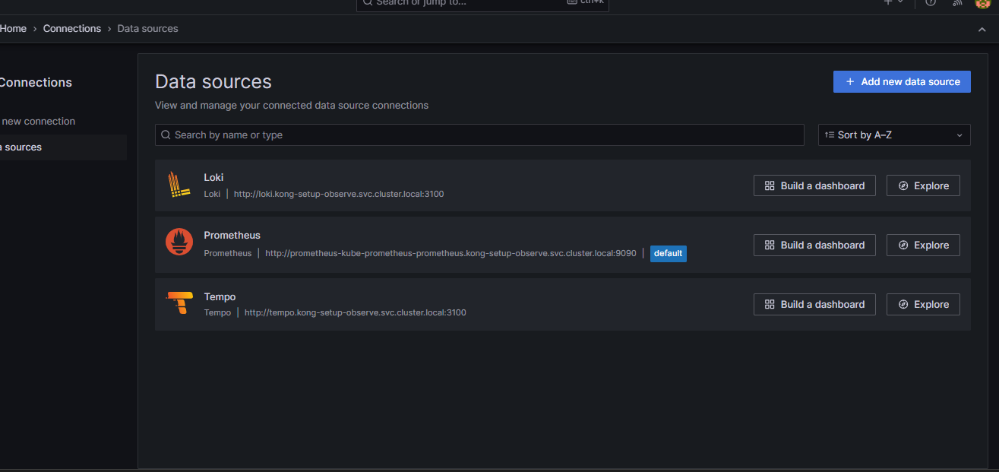 Search or jump to... ctrl+k
Home › Connections › Data sources
Connections
new connection
sources
Data sources
Add new data source
View and manage your connected data source connections
Search by name or type
Sort by A–Z
Loki
Loki | http://loki.kong-setup-observe.svc.cluster.local:3100
Build a dashboard
Explore
Prometheus
Prometheus | http://prometheus-kube-prometheus-prometheus.kong-setup-observe.svc.cluster.local:9090 | default
Build a dashboard
Explore
Tempo
Tempo | http://tempo.kong-setup-observe.svc.cluster.local:3100
Build a dashboard
Explore